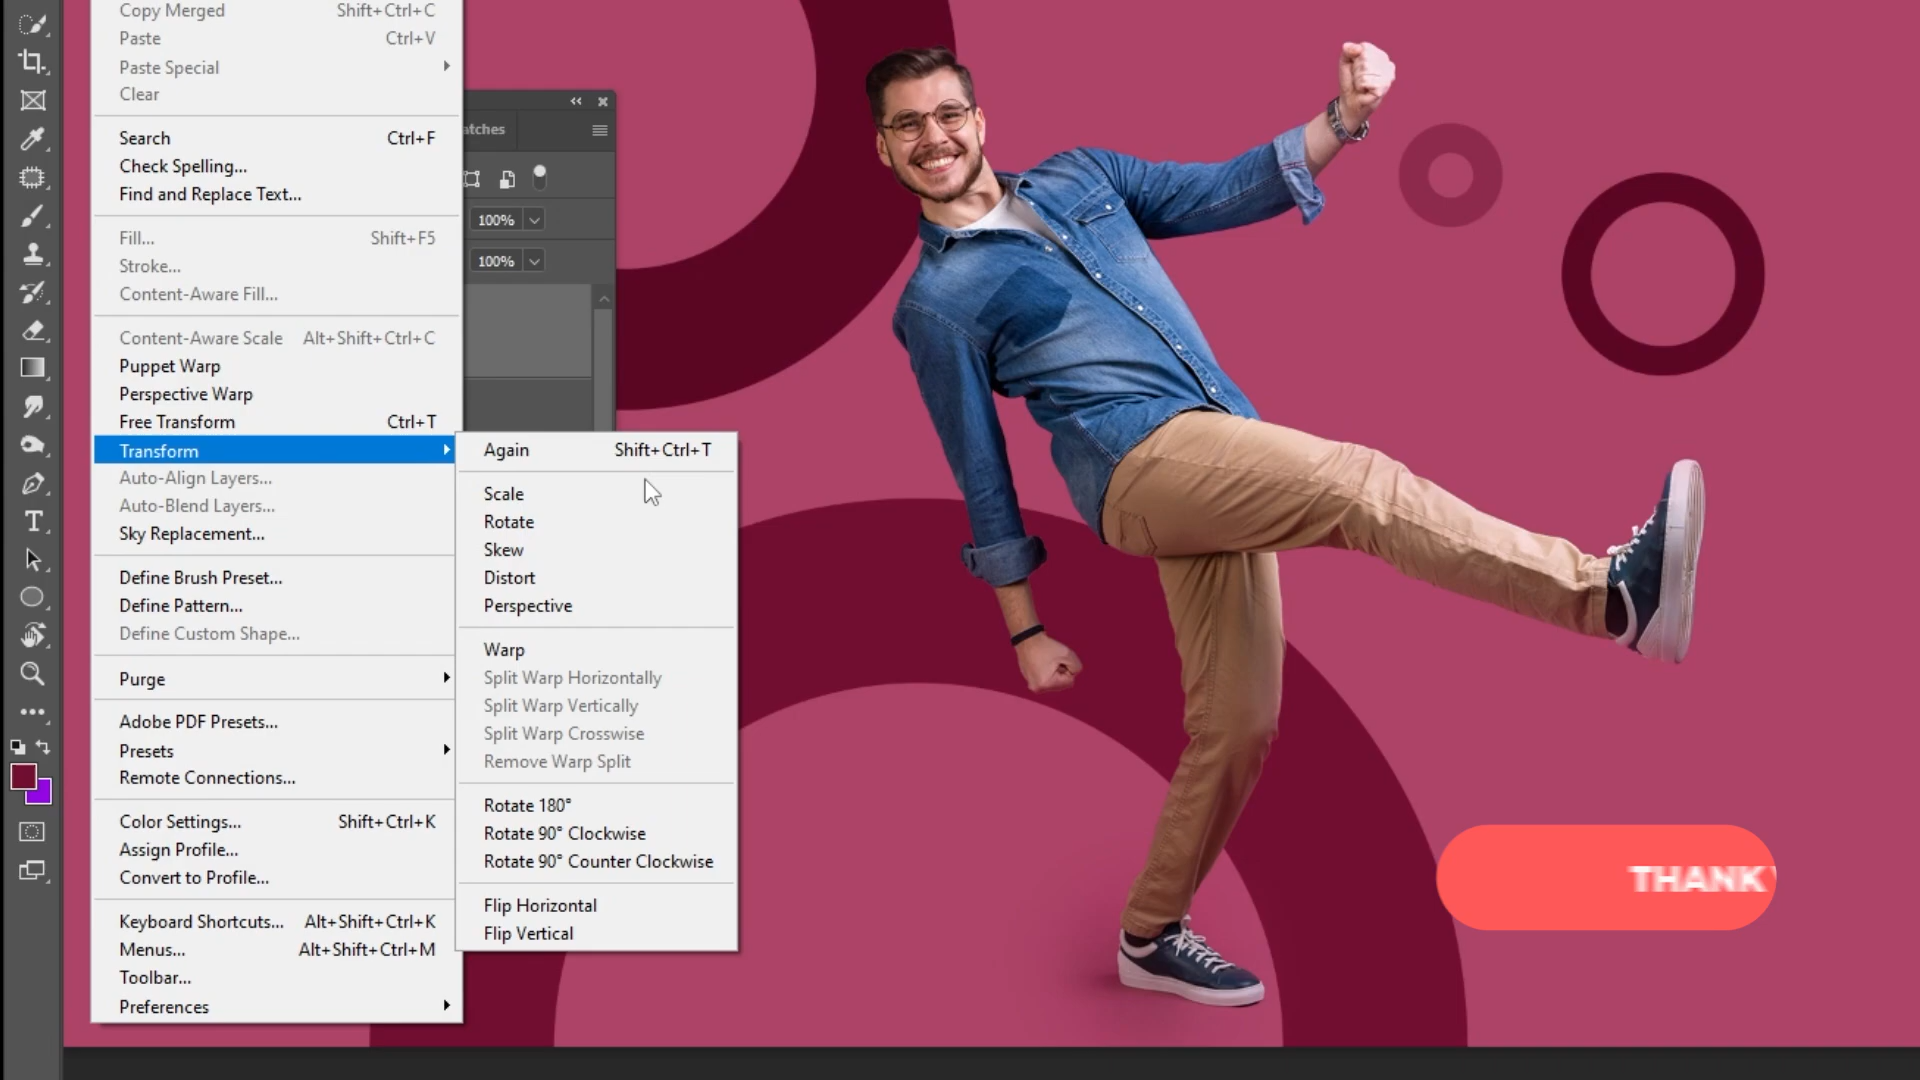 Copy Merged Shift+Ctrl+C
Paste Ctrl+V
Paste Special
Clear
Search Ctrl+F
Check Spelling...
Find and Replace Text...
Fill... Shift+F5
Stroke...
Content-Aware Fill...
Content-Aware Scale Alt+Shift+Ctrl+C
Puppet Warp
Perspective Warp
Free Transform Ctrl+T
Transform
Auto-Align Layers...
Auto-Blend Layers...
Sky Replacement...
Define Brush Preset...
Define Pattern...
Define Custom Shape...
Purge
Adobe PDF Presets...
Presets
Remote Connections...
Color Settings... Shift+Ctrl+K
Assign Profile...
Convert to Profile...
Keyboard Shortcuts... Alt+Shift+Ctrl+K
Menus... Alt+Shift+Ctrl+M
Toolbar...
Preferences
atches
100%
100%
Again Shift+Ctrl+T
Scale
Rotate
Skew
Distort
Perspective
Warp
Split Warp Horizontally
Split Warp Vertically
Split Warp Crosswise
Remove Warp Split
Rotate 180°
Rotate 90° Clockwise
Rotate 90° Counter Clockwise
Flip Horizontal
Flip Vertical
THANK